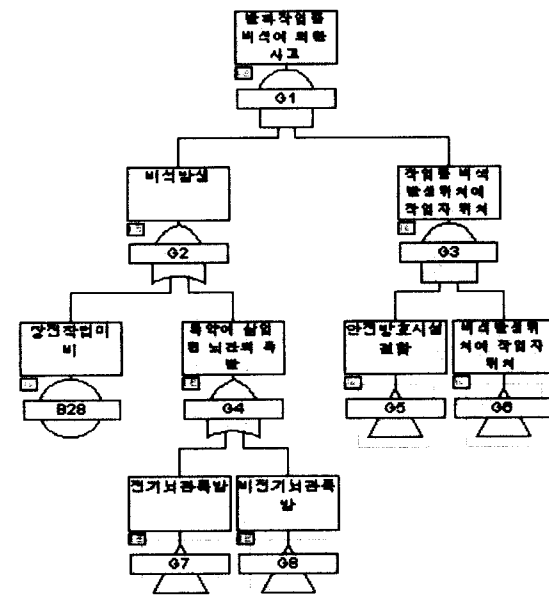 발파작업중
비석에 의한
사고
G1
비석발생
작업중 비석
발생위치에
작업자 위치
G2
G3
장전작업미
비
폭약에 삽입
된 뇌관의 폭
발
안전방호시설
결함
비석발생위
치에 작업자
위치
B28
G4
G5
G6
전기뇌관폭발
비전기뇌관폭
발
G7
G8